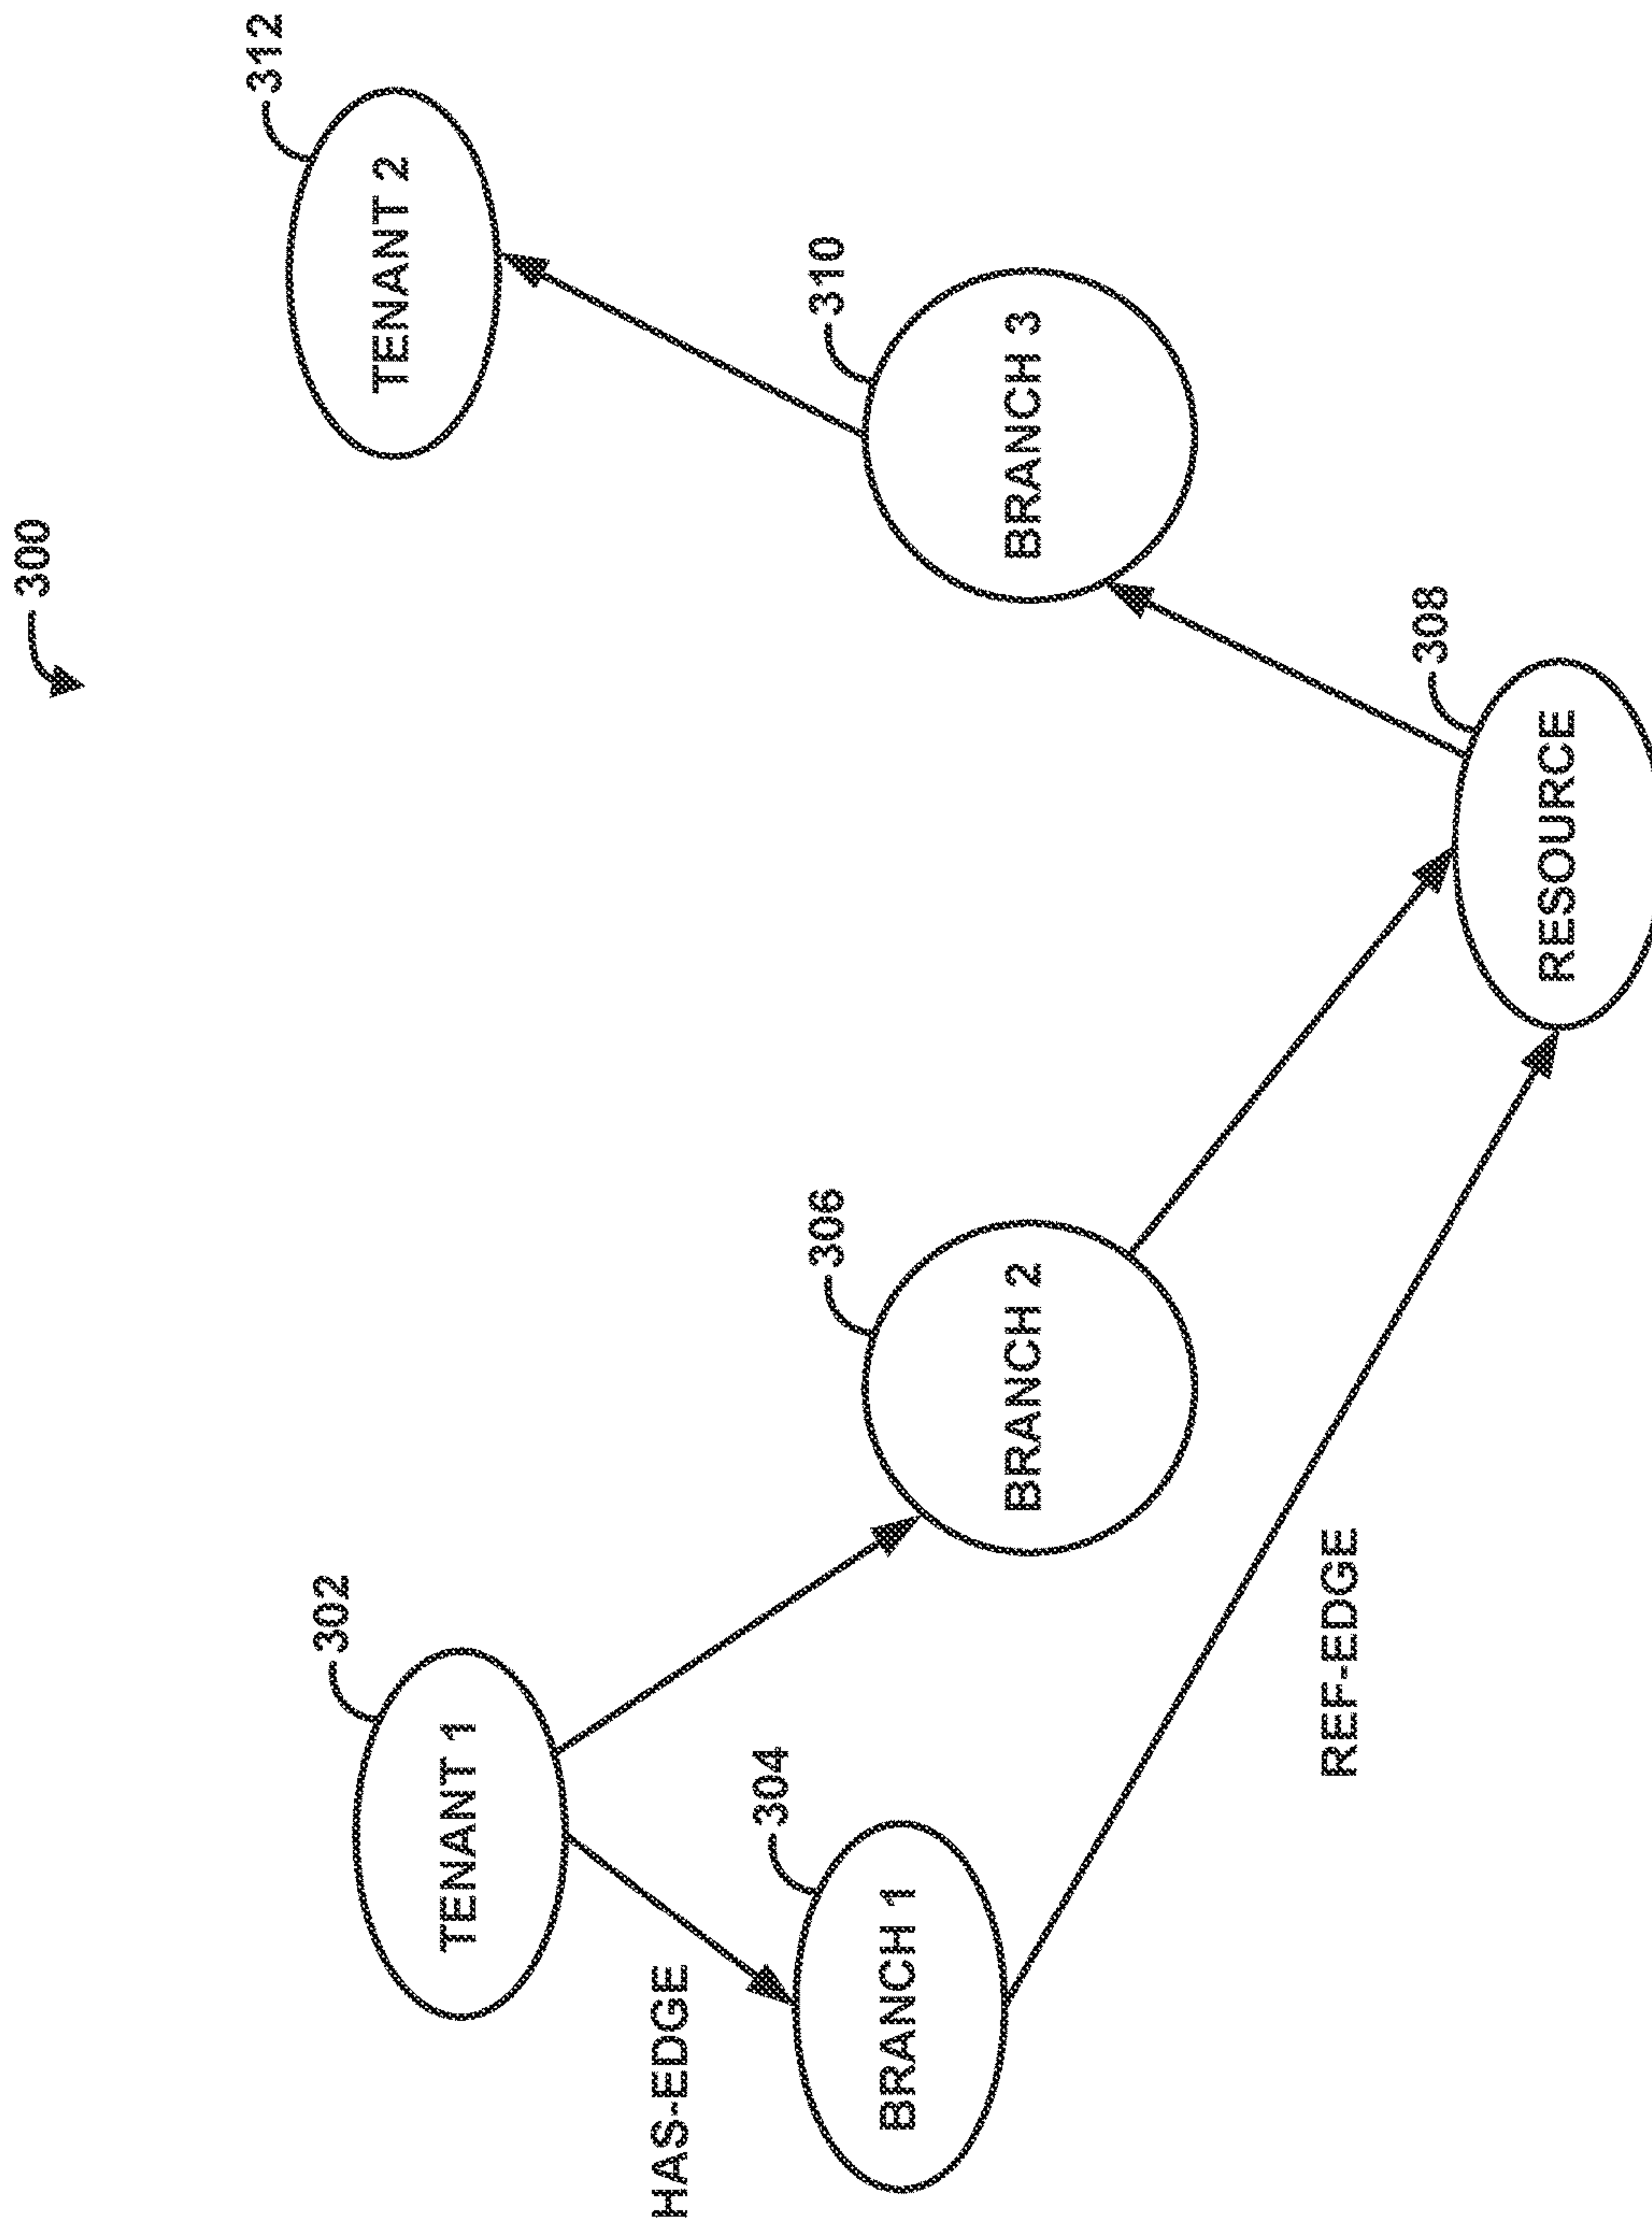 300
302
TENANT 1
312
TENANT 2
HAS-EDGE
304
BRANCH 1
306
BRANCH 2
310
BRANCH 3
REF-EDGE
308
RESOURCE